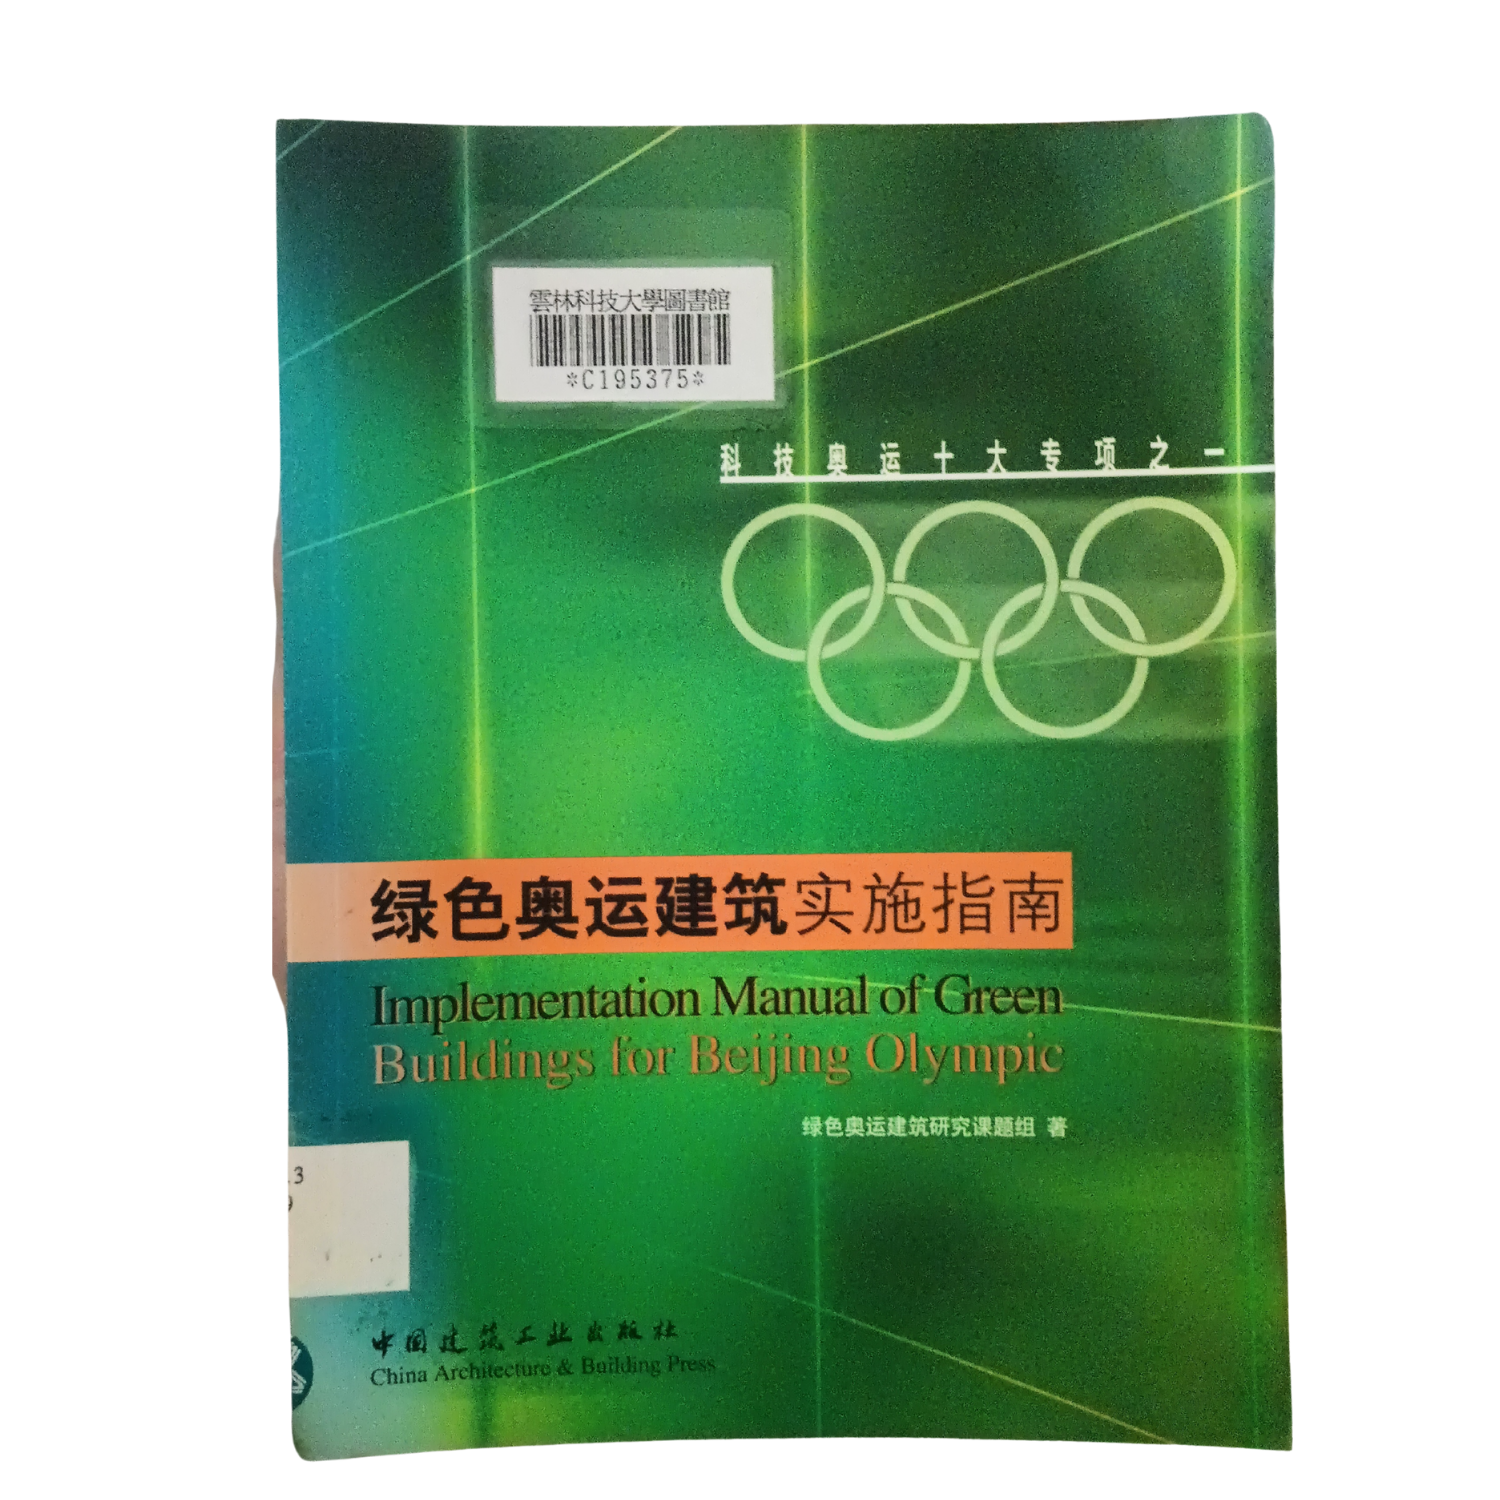 雲林科技大學圖書館
*C195375*
科技奥运十大专项之一
绿色奥运建筑实施指南
Implementation Manual of Green
Buildings for Beijing Olympic
绿色奥运建筑研究课题组 著
.3
9
中国建筑工业出版社
China Architecture & Building Press